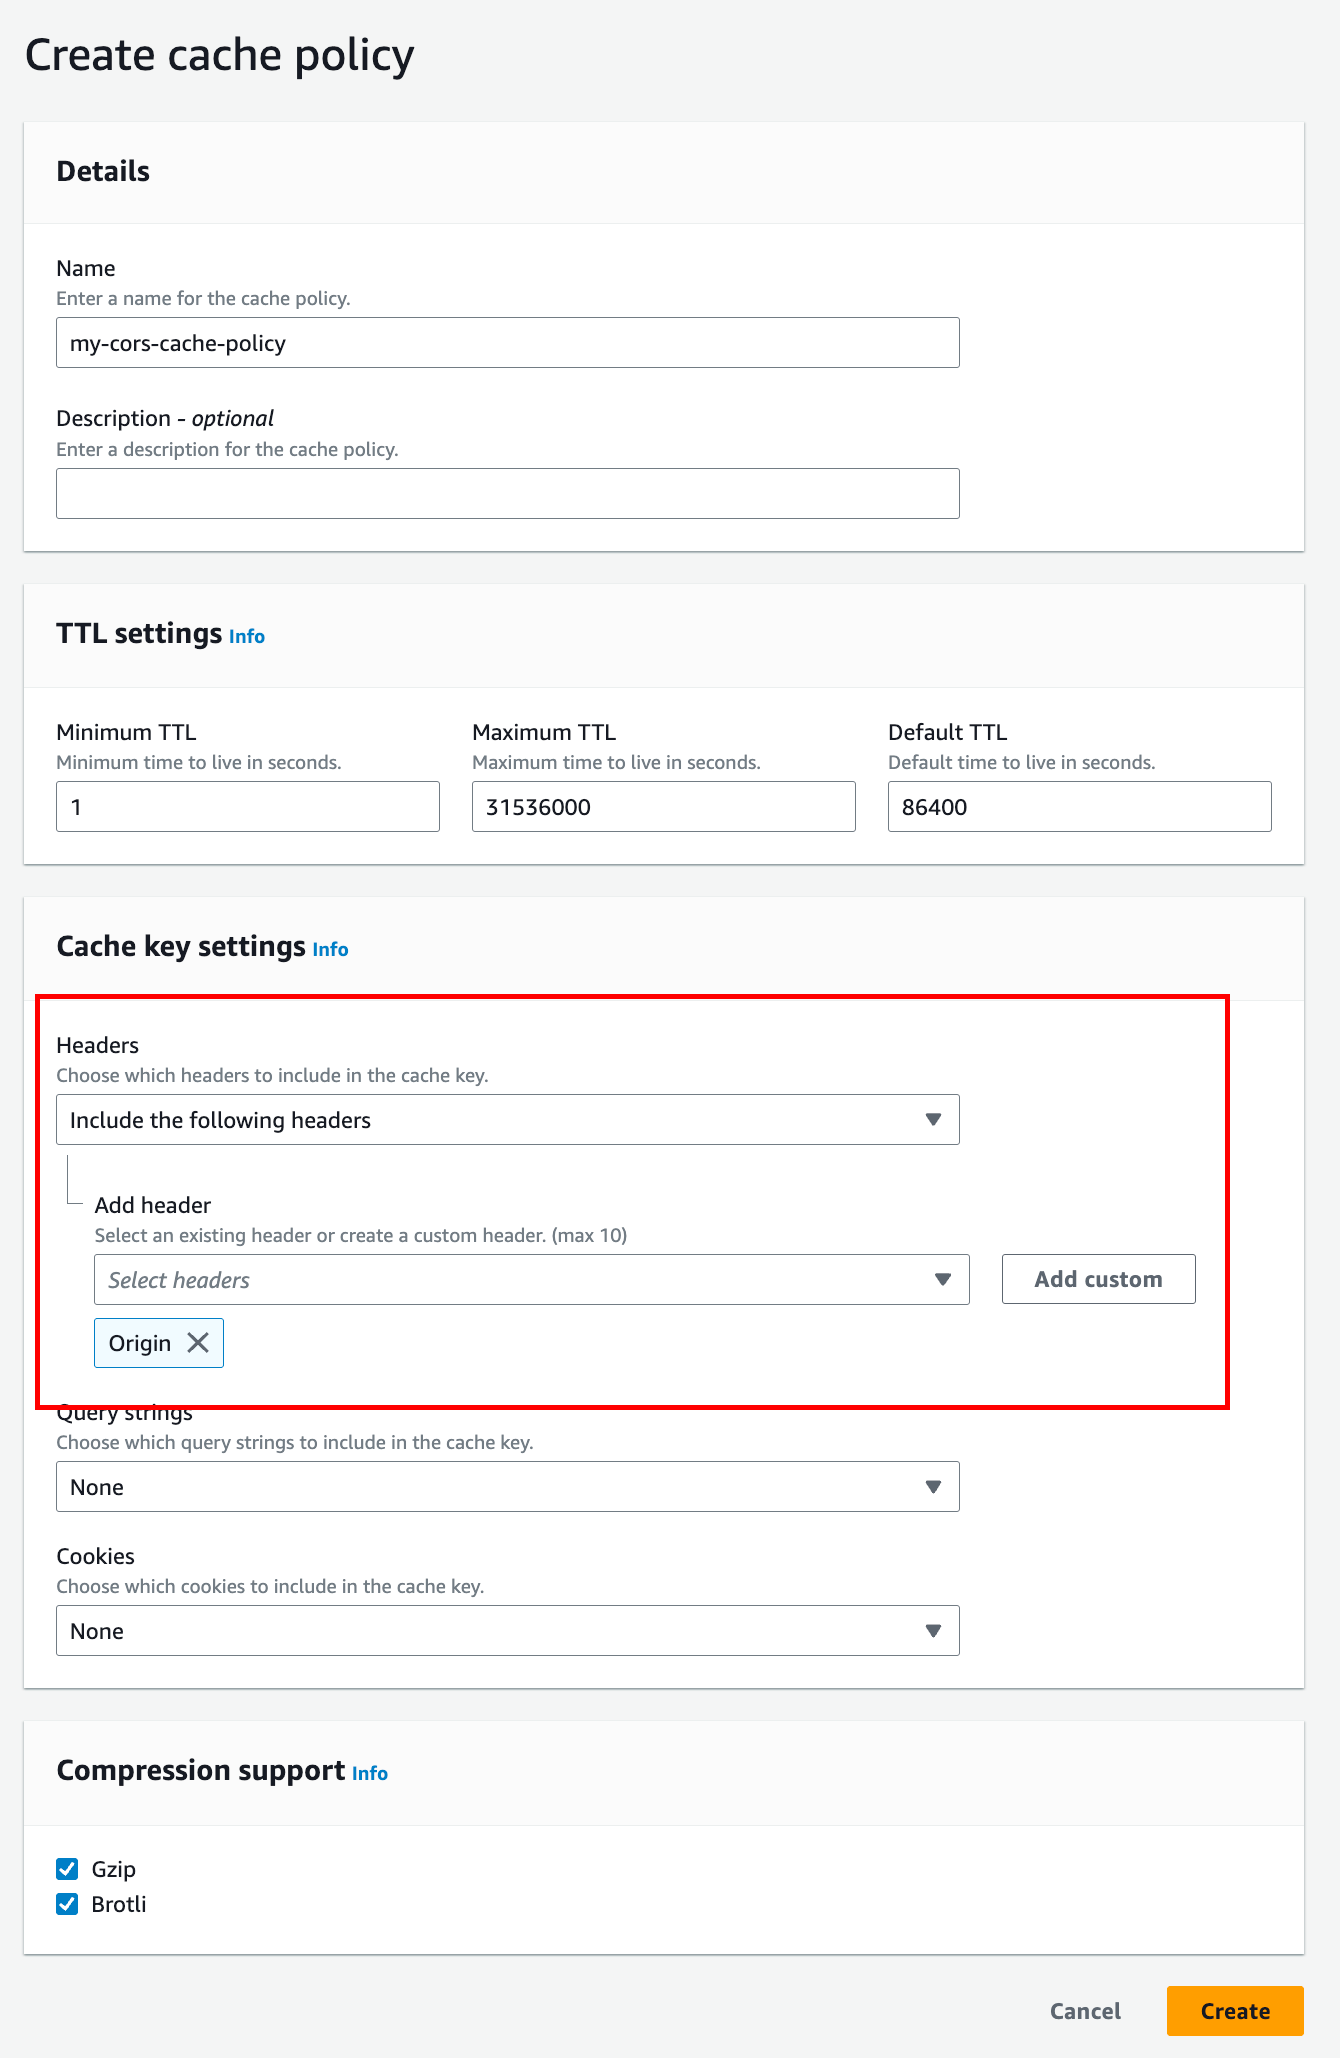 Create cache policy
Details
Name
Enter a name for the cache policy.
my-cors-cache-policy
Description - optional
Enter a description for the cache policy.
TTL settings Info
Minimum TTL
Minimum time to live in seconds.
1
Maximum TTL
Maximum time to live in seconds.
31536000
Default TTL
Default time to live in seconds.
86400
Cache key settings Info
Headers
Choose which headers to include in the cache key.
Include the following headers
Add header
Select an existing header or create a custom header. (max 10)
Select headers
Add custom
Origin
Query strings
Choose which query strings to include in the cache key.
None
Cookies
Choose which cookies to include in the cache key.
None
Compression support Info
Gzip
Brotli
Cancel
Create